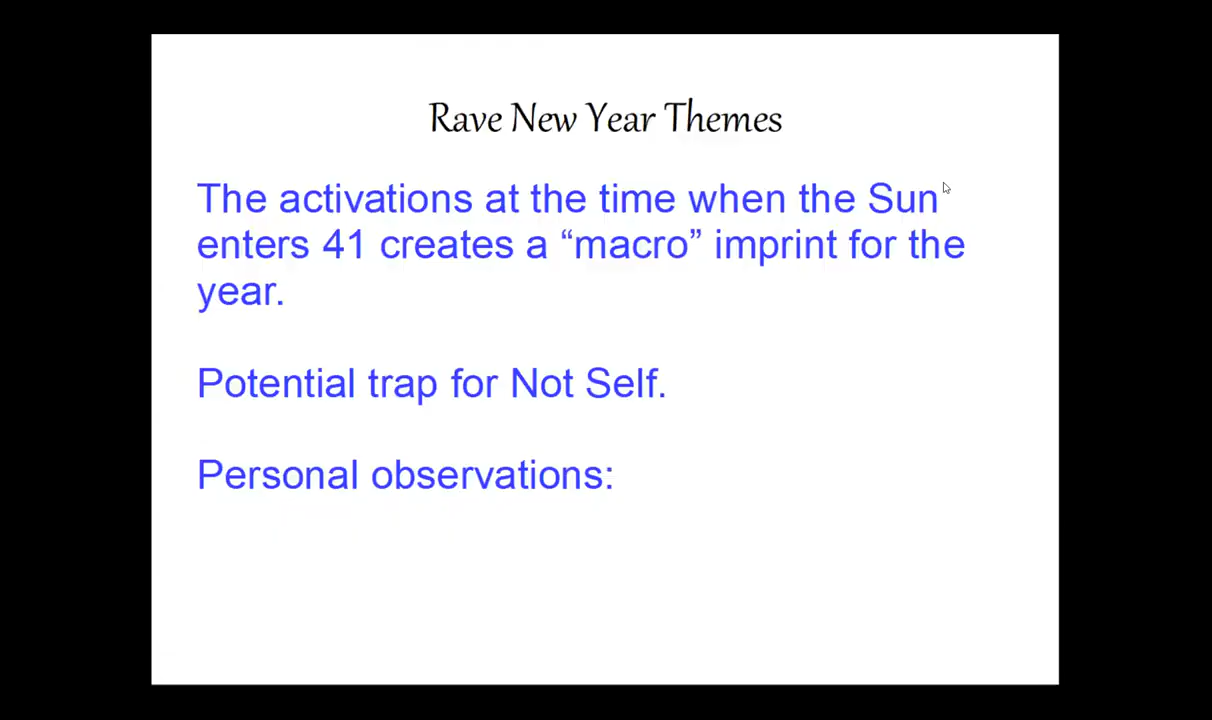 Rave New Year Themes
The activations at the time when the Sun
enters 41 creates a “macro” imprint for the
year.
Potential trap for Not Self.
Personal observations: